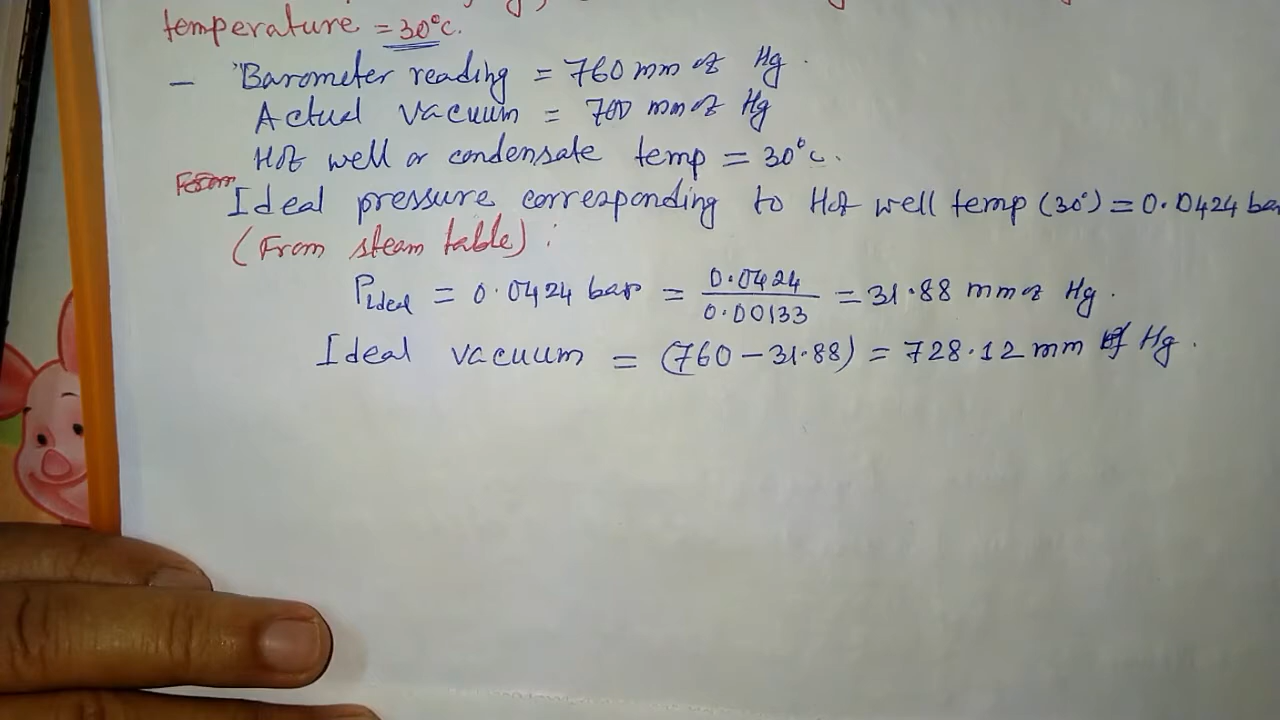 temperature = 30°c.
- Barometer reading = 760 mm of Hg.
Actual vacuum = 700 mm of Hg
Hot well or condensate temp = 30°c.
From
Ideal pressure corresponding to Hot well temp (30°) = 0.0424 bar
(From steam table) :
PIdeal = 0.0424 bar = 0.0424 / 0.00133 = 31.88 mm of Hg.
Ideal vacuum = (760 - 31.88) = 728.12 mm of Hg.